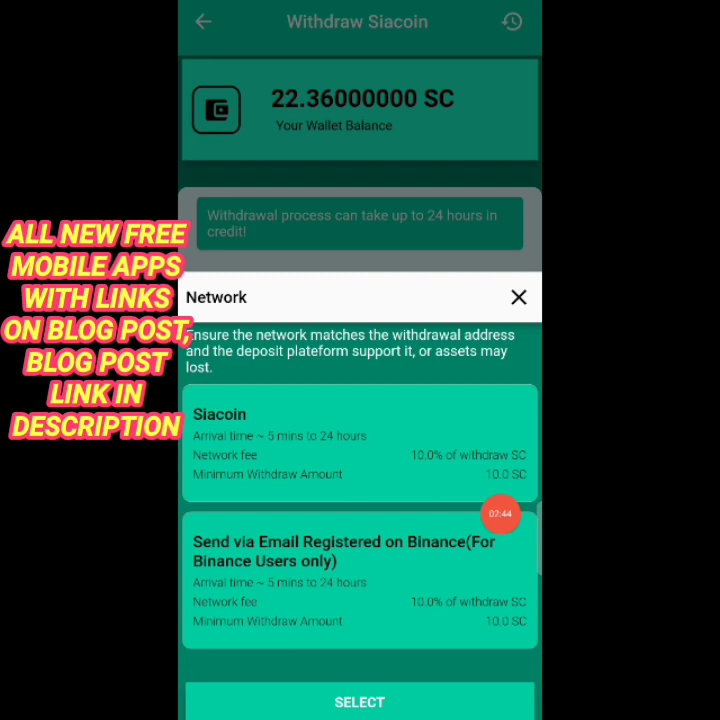 Withdraw Siacoin
22.36000000 SC
Your Wallet Balance
Withdrawal process can take up to 24 hours in
credit!
ALL NEW FREE
MOBILE APPS
WITH LINKS
ON BLOG POST,
BLOG POST
LINK IN
DESCRIPTION
Network
Ensure the network matches the withdrawal address
and the deposit plateform support it, or assets may
lost.
Siacoin
Arrival time ~ 5 mins to 24 hours
Network fee 10.0% of withdraw SC
Minimum Withdraw Amount 10.0 SC
07:44
Send via Email Registered on Binance(For
Binance Users only)
Arrival time ~ 5 mins to 24 hours
Network fee 10.0% of withdraw SC
Minimum Withdraw Amount 10.0 SC
SELECT